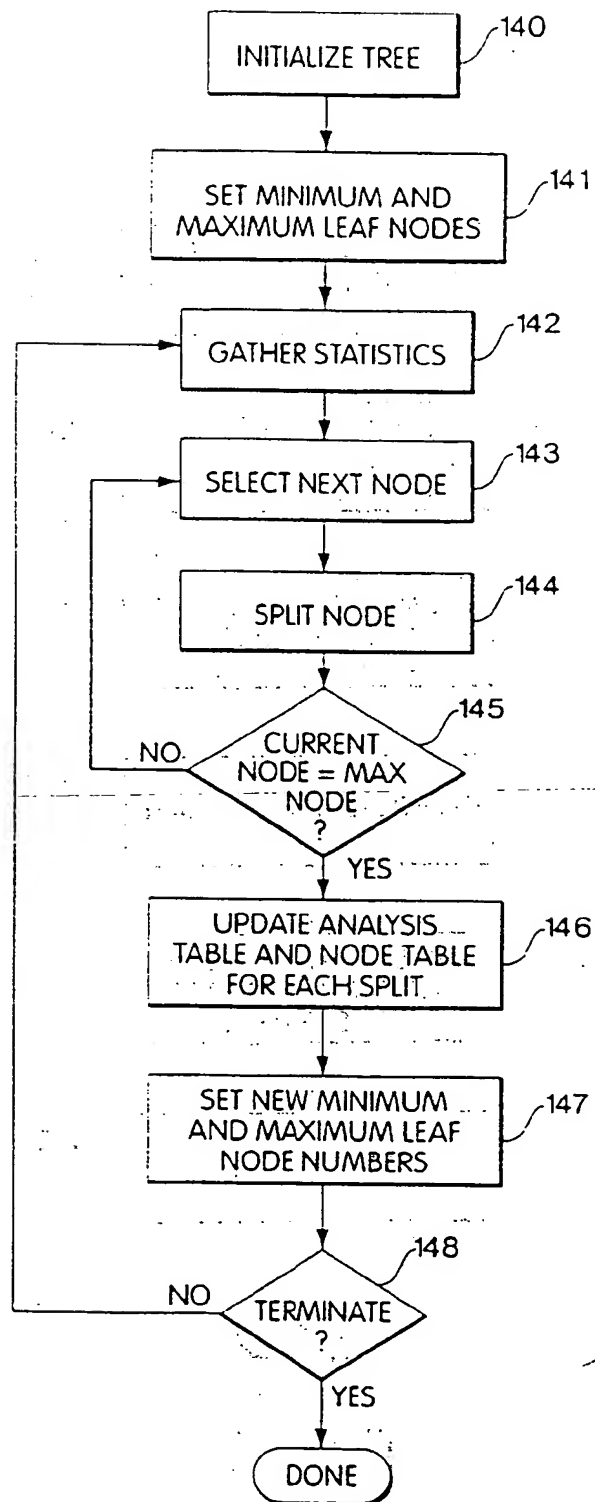 140
INITIALIZE TREE
141
SET MINIMUM AND
MAXIMUM LEAF NODES
142
GATHER STATISTICS
143
SELECT NEXT NODE
144
SPLIT NODE
145
CURRENT
NODE = MAX
NODE
?
NO
YES
146
UPDATE ANALYSIS
TABLE AND NODE TABLE
FOR EACH SPLIT
147
SET NEW MINIMUM
AND MAXIMUM LEAF
NODE NUMBERS
148
TERMINATE
?
NO
YES
DONE